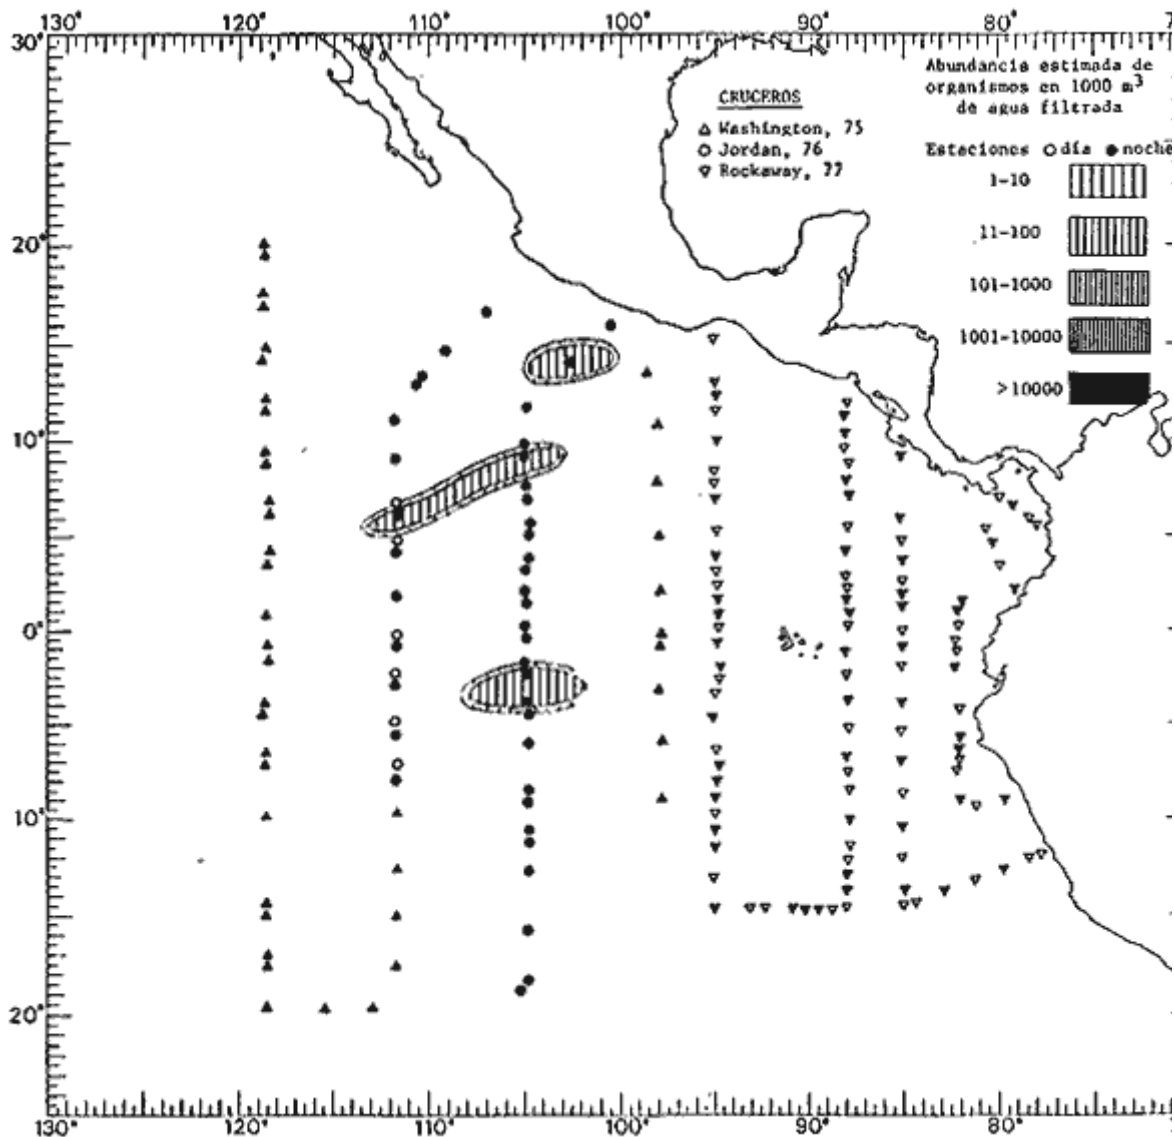 130° 120° 110° 100° 90° 80° 7
30°
20°
10°
0°
10°
20°
130° 120° 110° 100° 90° 80°
CRUCEROS
△ Washington, 75
○ Jordan, 76
▽ Rockaway, 77
Abundancia estimada de
organismos en 1000 m³
de agua filtrada
Estaciones ○ día ● noche
1-10
11-100
101-1000
1001-10000
>10000